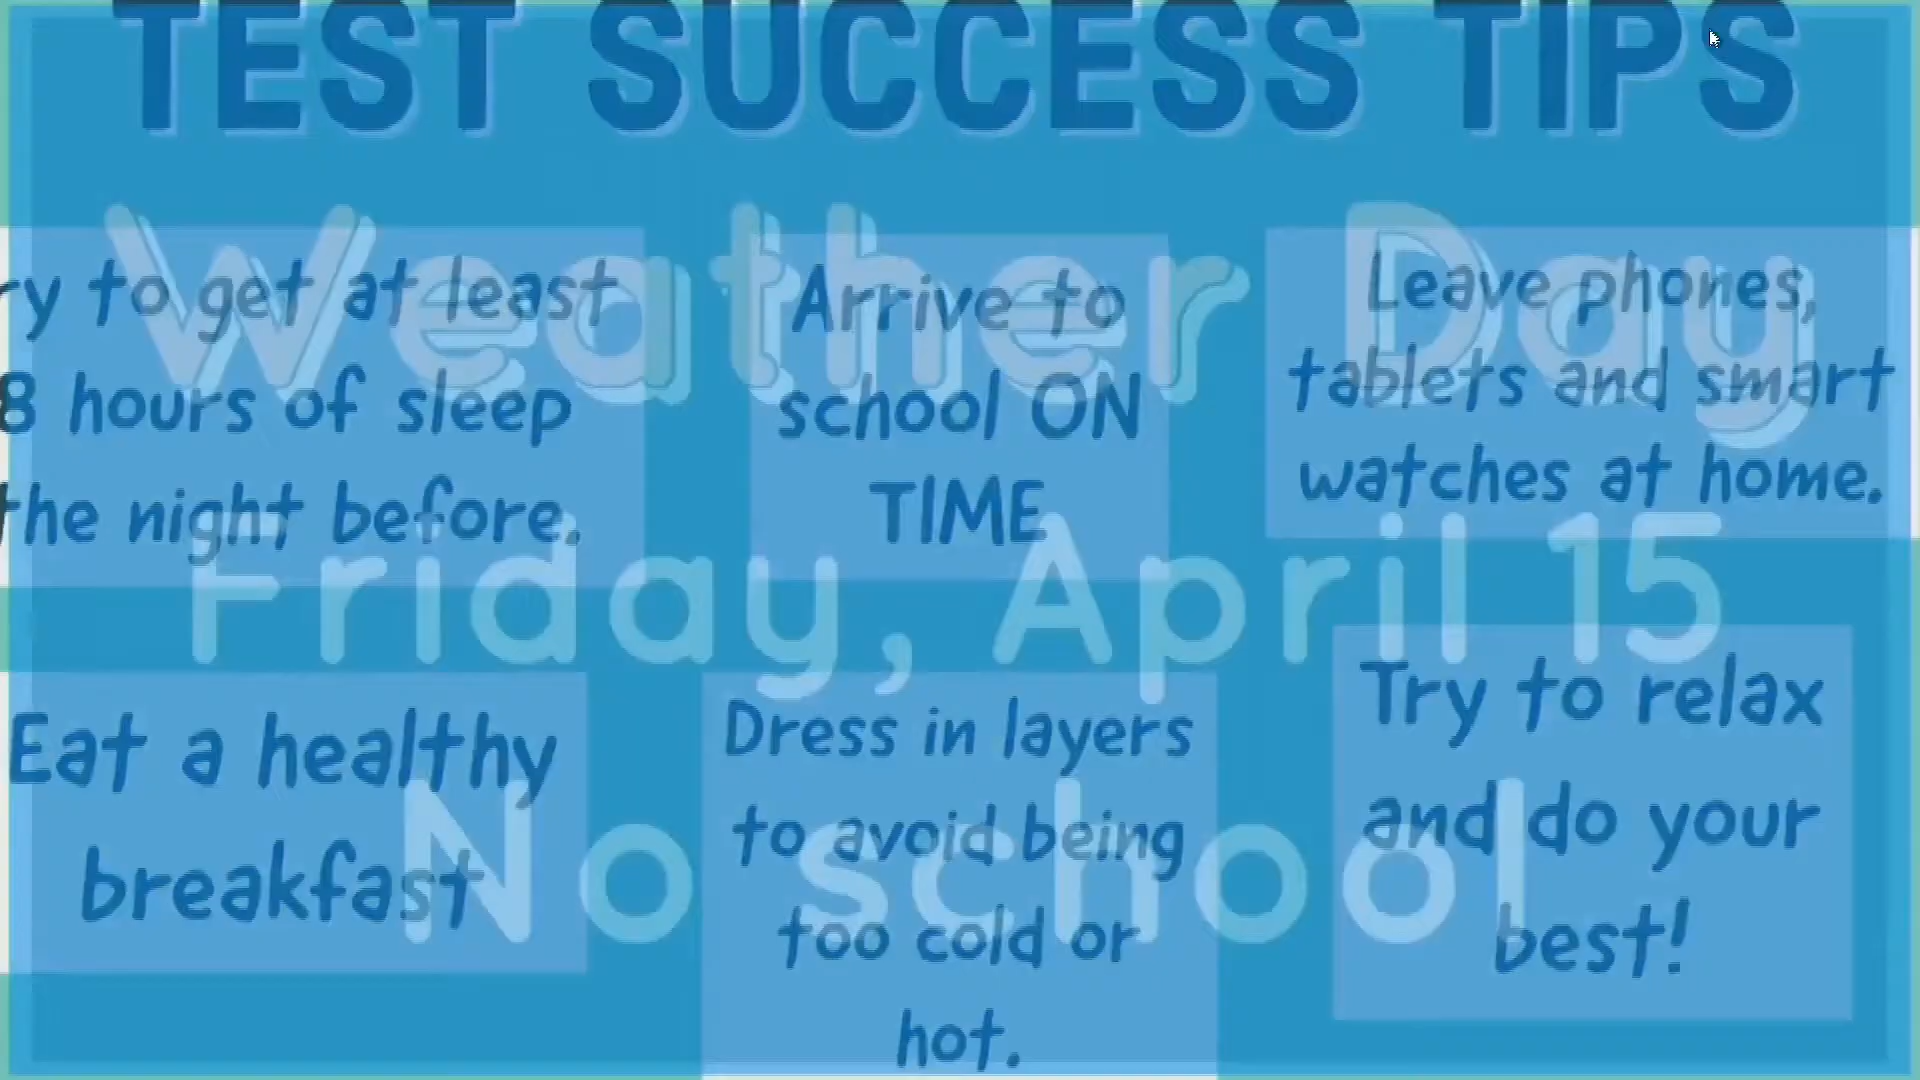 TEST SUCCESS TIPS
ry to get at least
8 hours of sleep
the night before.
Arrive to
school ON
TIME
Leave phones,
tablets and smart
watches at home.
Eat a healthy
breakfast
Dress in layers
to avoid being
too cold or
hot.
Try to relax
and do your
best!
Weather Day
Friday, April 15
No school